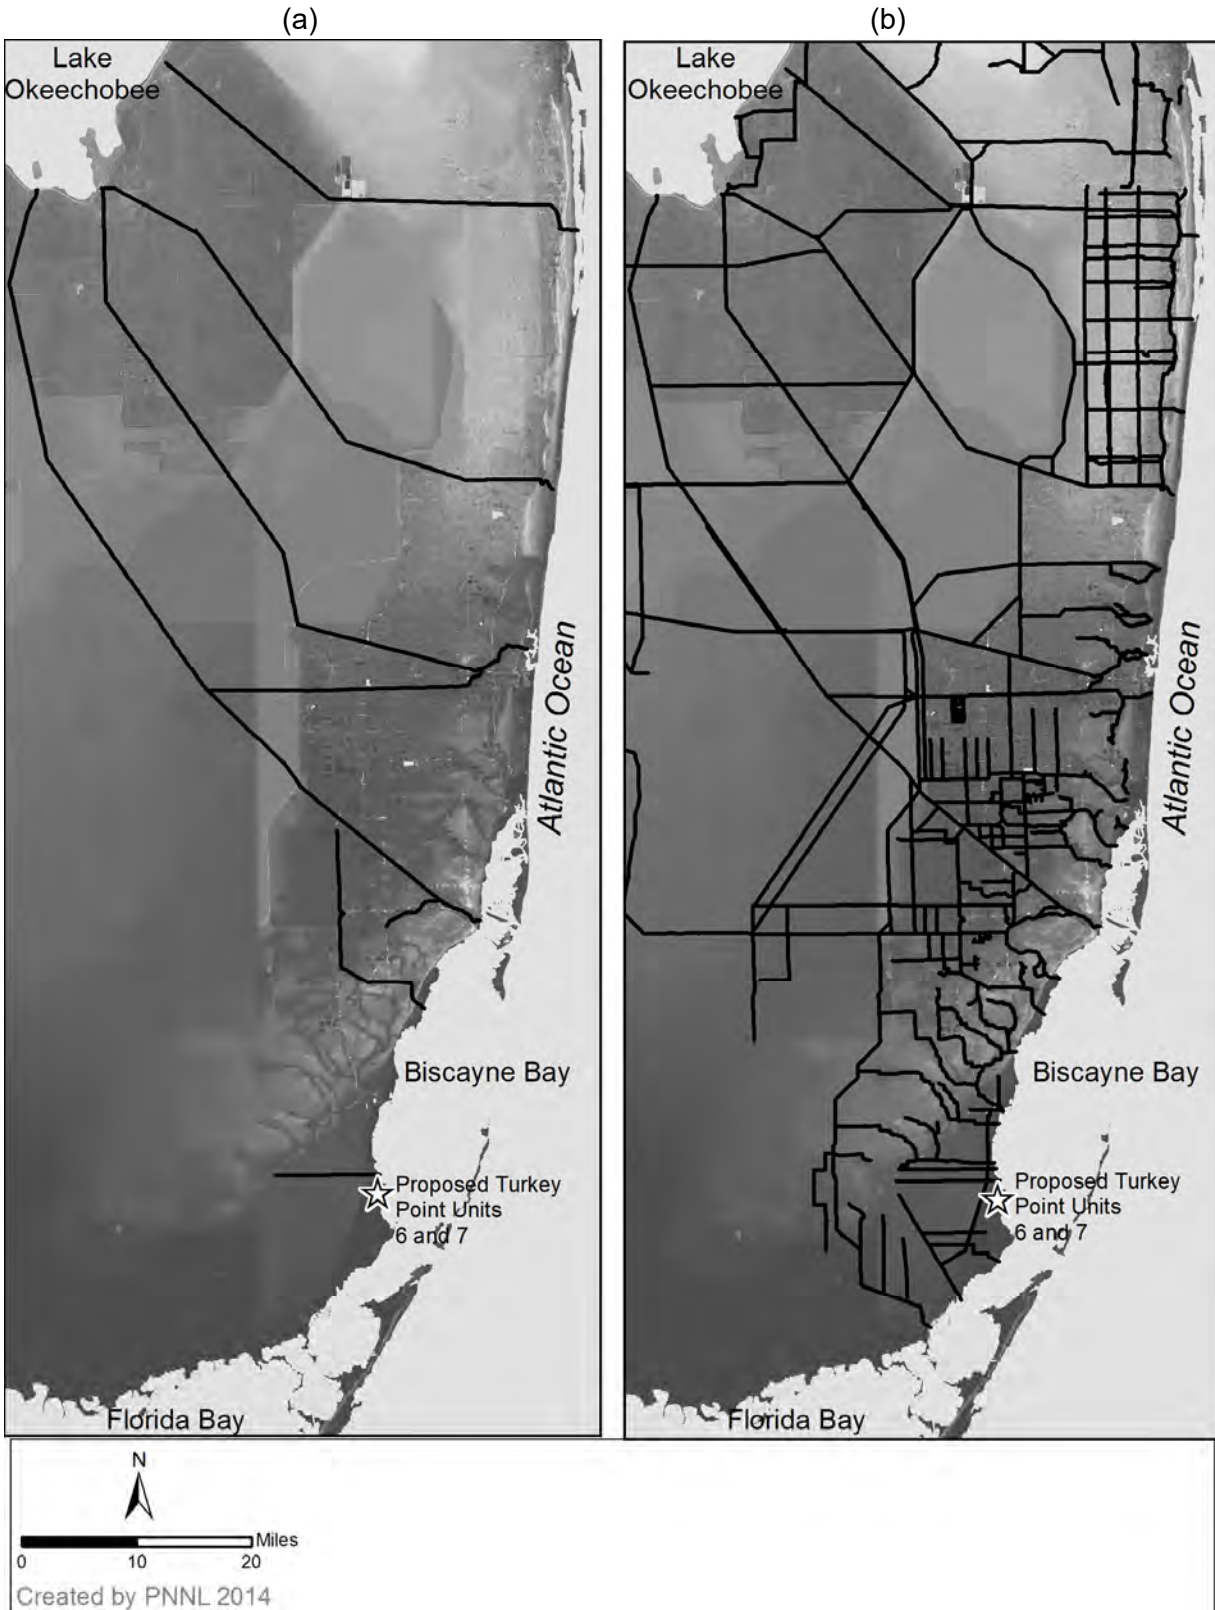 (a)
(b)
Lake
Okeechobee
Atlantic Ocean
Biscayne Bay
Proposed Turkey
Point Units
6 and 7
Florida Bay
Lake
Okeechobee
Atlantic Ocean
Biscayne Bay
Proposed Turkey
Point Units
6 and 7
Florida Bay
N
Miles
0 10 20
Created by PNNL 2014